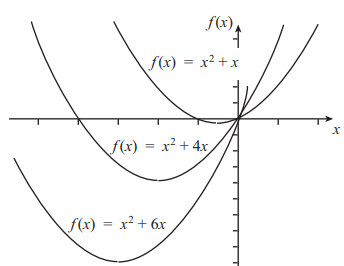 f(x)
f(x) = x² + x
x
f(x) = x² + 4x
f(x) = x² + 6x